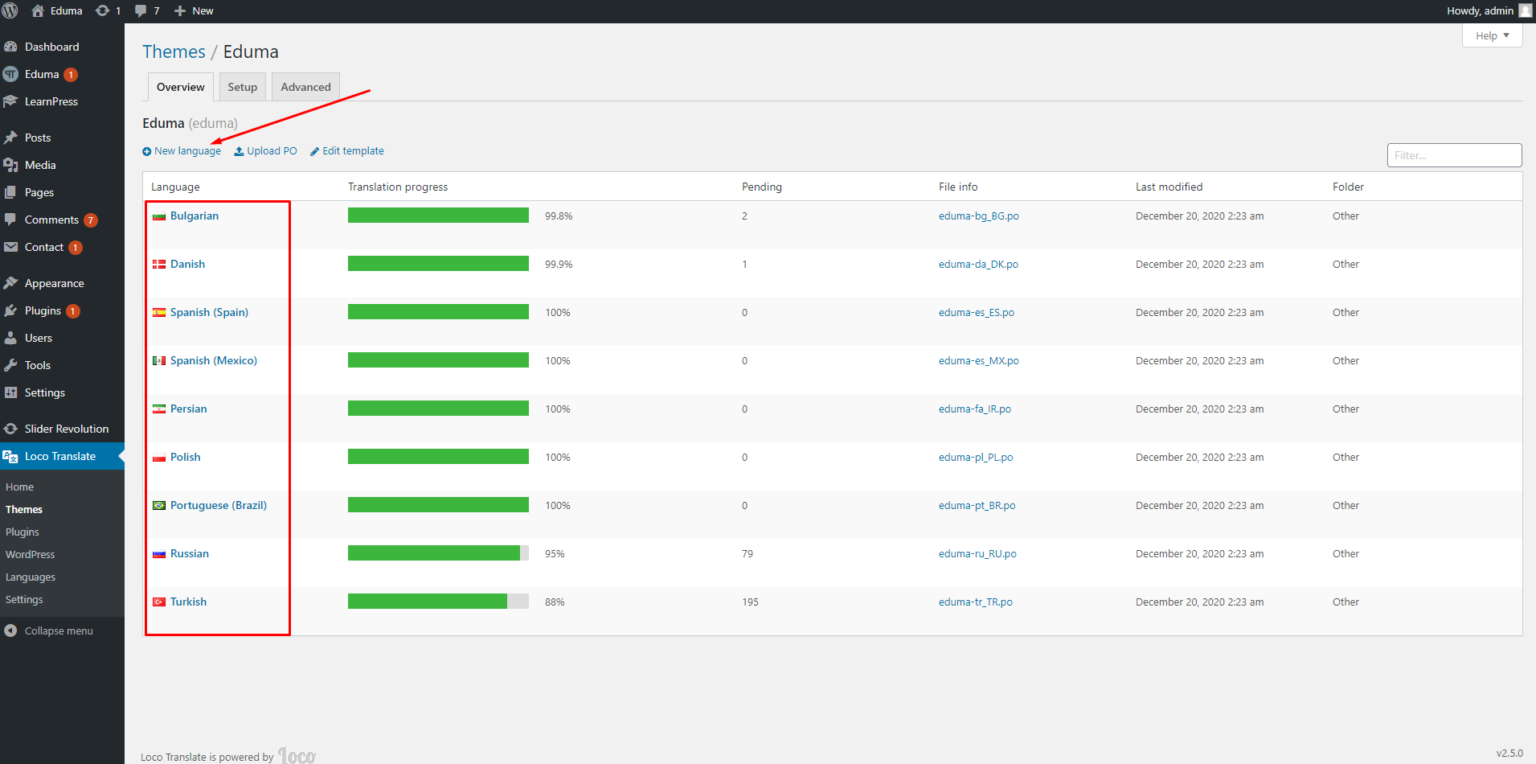 Eduma 1 7 New Howdy, admin
Help
Dashboard
Eduma 1
LearnPress
Posts
Media
Pages
Comments 7
Contact 1
Appearance
Plugins 1
Users
Tools
Settings
Slider Revolution
Loco Translate
Home
Themes
Plugins
WordPress
Languages
Settings
Collapse menu
Themes / Eduma
Overview Setup Advanced
Eduma (eduma)
New language Upload PO Edit template
Filter...
Language Translation progress Pending File info Last modified Folder
Bulgarian 99.8% 2 eduma-bg_BG.po December 20, 2020 2:23 am Other
Danish 99.9% 1 eduma-da_DK.po December 20, 2020 2:23 am Other
Spanish (Spain) 100% 0 eduma-es_ES.po December 20, 2020 2:23 am Other
Spanish (Mexico) 100% 0 eduma-es_MX.po December 20, 2020 2:23 am Other
Persian 100% 0 eduma-fa_IR.po December 20, 2020 2:23 am Other
Polish 100% 0 eduma-pl_PL.po December 20, 2020 2:23 am Other
Portuguese (Brazil) 100% 0 eduma-pt_BR.po December 20, 2020 2:23 am Other
Russian 95% 79 eduma-ru_RU.po December 20, 2020 2:23 am Other
Turkish 88% 195 eduma-tr_TR.po December 20, 2020 2:23 am Other
Loco Translate is powered by loco
v2.5.0